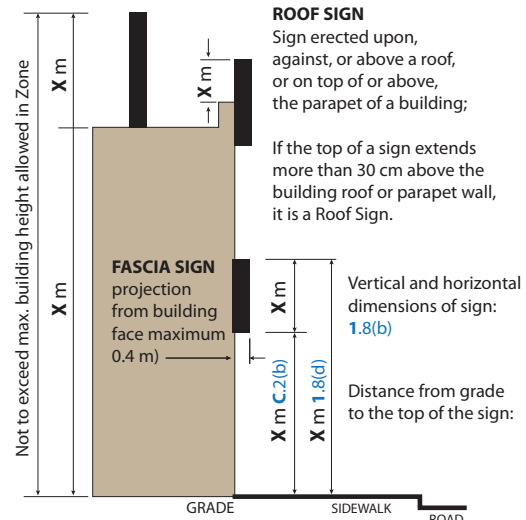 ROOF SIGN
Sign erected upon,
against, or above a roof,
or on top of or above,
the parapet of a building;
If the top of a sign extends
more than 30 cm above the
building roof or parapet wall,
it is a Roof Sign.
Not to exceed max. building height allowed in Zone
X m
X m
X m
FASCIA SIGN
projection
from building
face maximum
0.4 m)
X m
X m C.2(b)
X m 1.8(d)
Vertical and horizontal
dimensions of sign:
1.8(b)
Distance from grade
to the top of the sign:
GRADE
SIDEWALK
ROAD